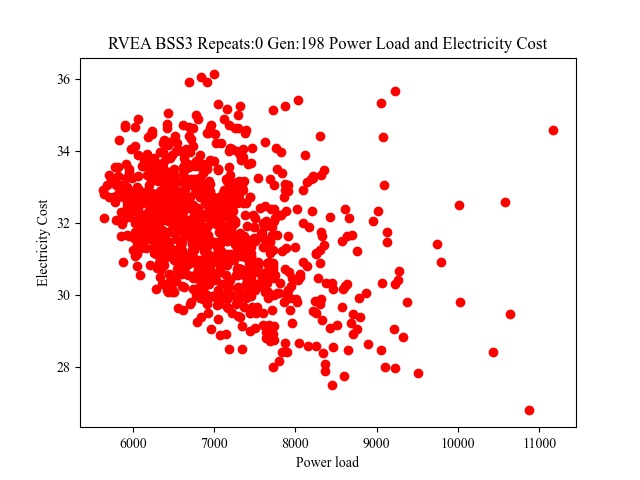 RVEA BSS3 Repeats:0 Gen:198 Power Load and Electricity Cost
36
34
32
30
28
Electricity Cost
6000 7000 8000 9000 10000 11000
Power load